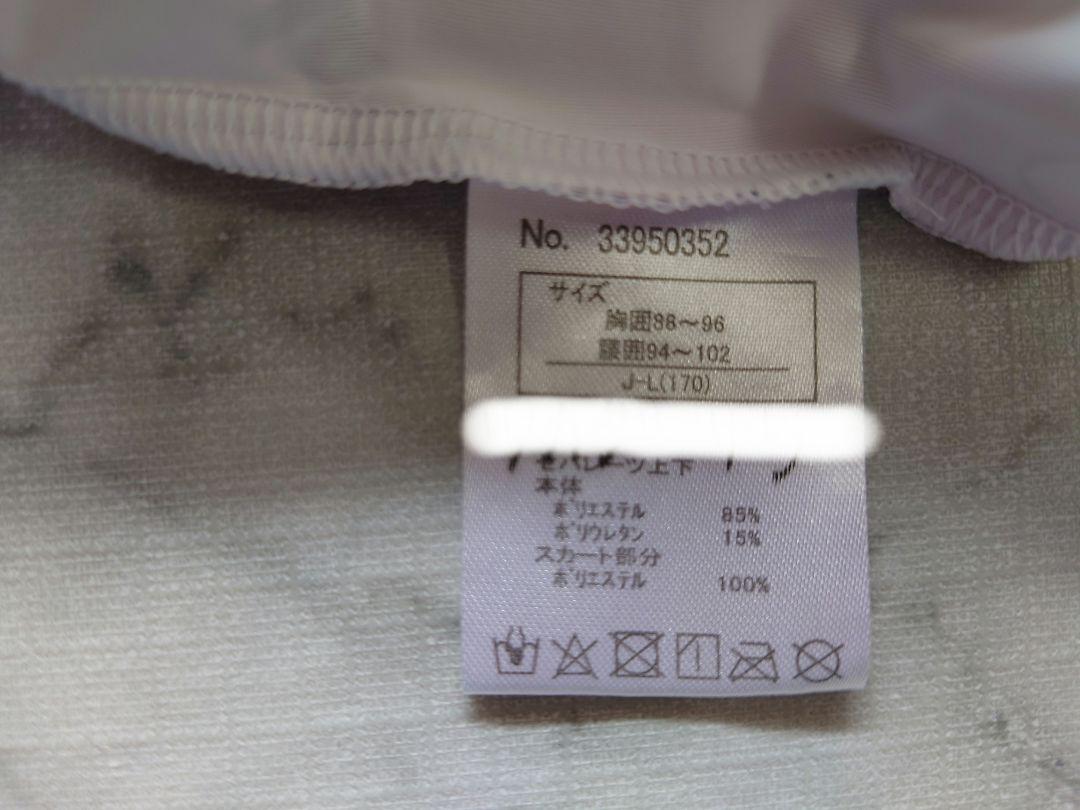 No. 33950352
サイズ
胸囲88〜96
腰囲94〜102
J-L(170)
セパレーツ上下
本体
ポリエステル 85%
ポリウレタン 15%
スカート部分
ポリエステル 100%